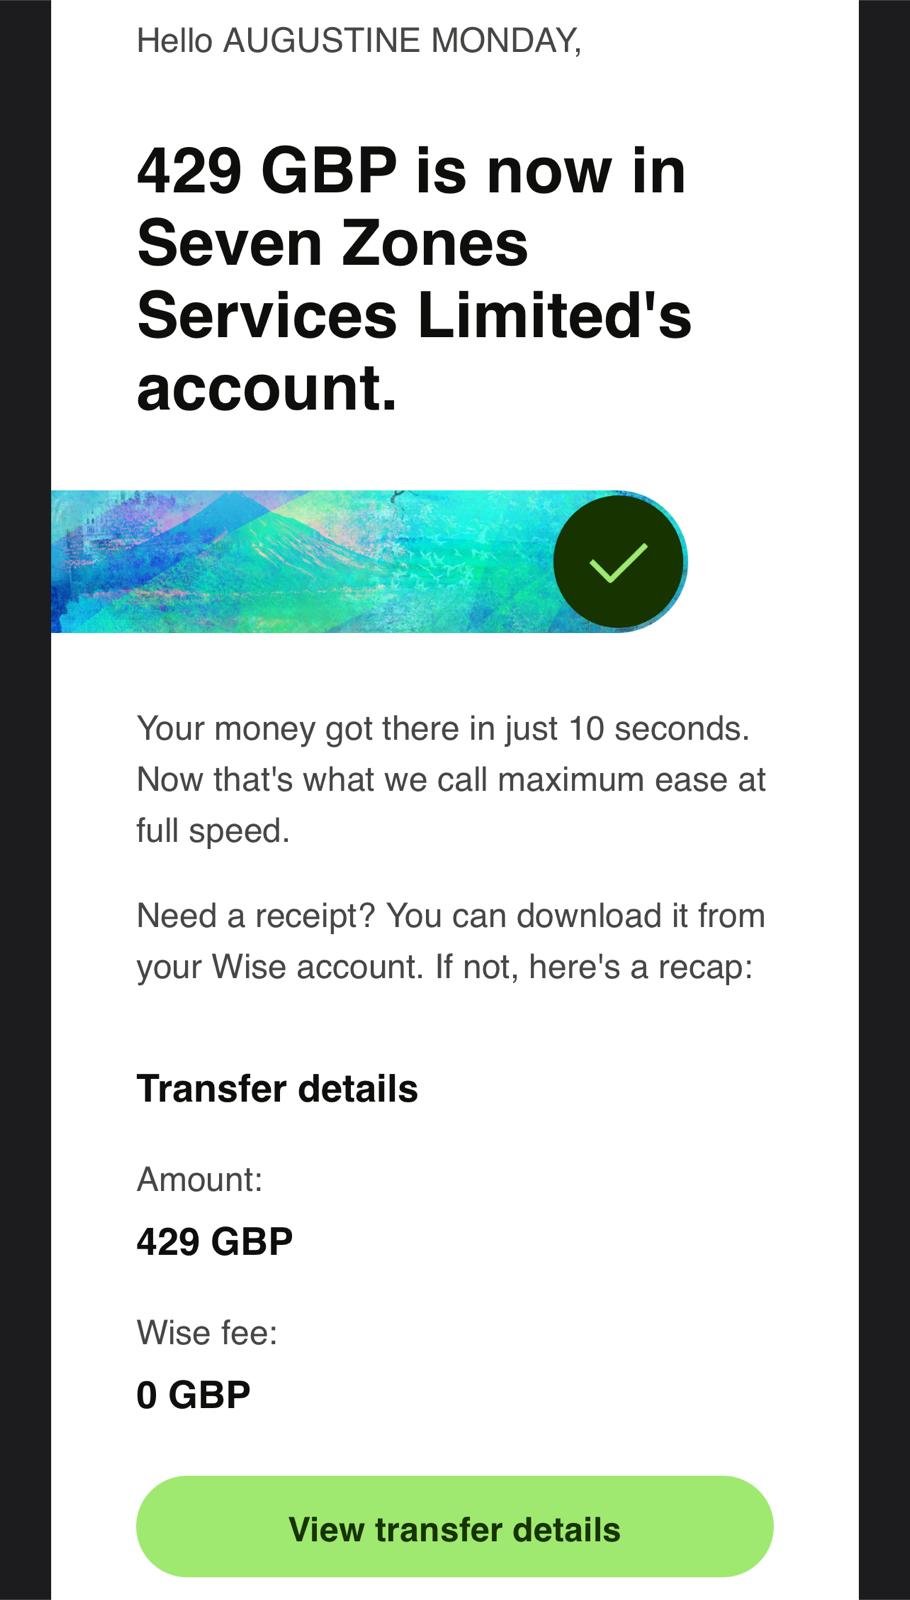 Hello AUGUSTINE MONDAY,
429 GBP is now in
Seven Zones
Services Limited's
account.
Your money got there in just 10 seconds.
Now that's what we call maximum ease at
full speed.
Need a receipt? You can download it from
your Wise account. If not, here's a recap:
Transfer details
Amount:
429 GBP
Wise fee:
0 GBP
View transfer details